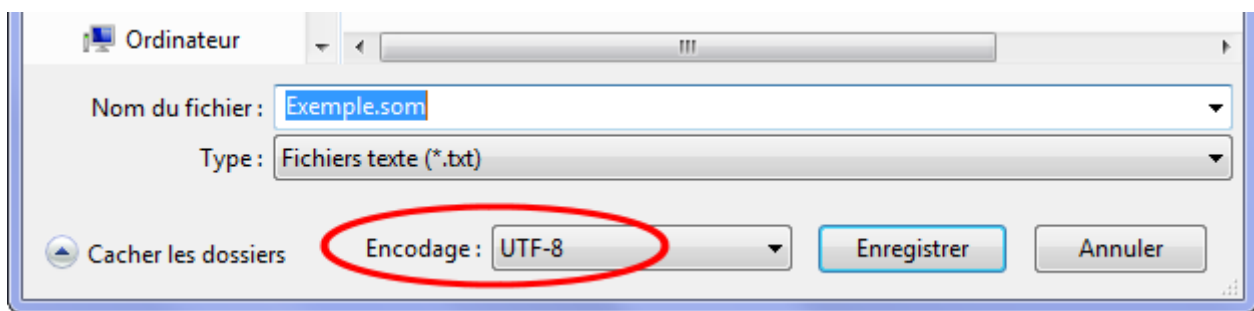 Ordinateur
Nom du fichier : Exemple.som
Type : Fichiers texte (*.txt)
Cacher les dossiers Encodage : UTF-8 Enregistrer Annuler